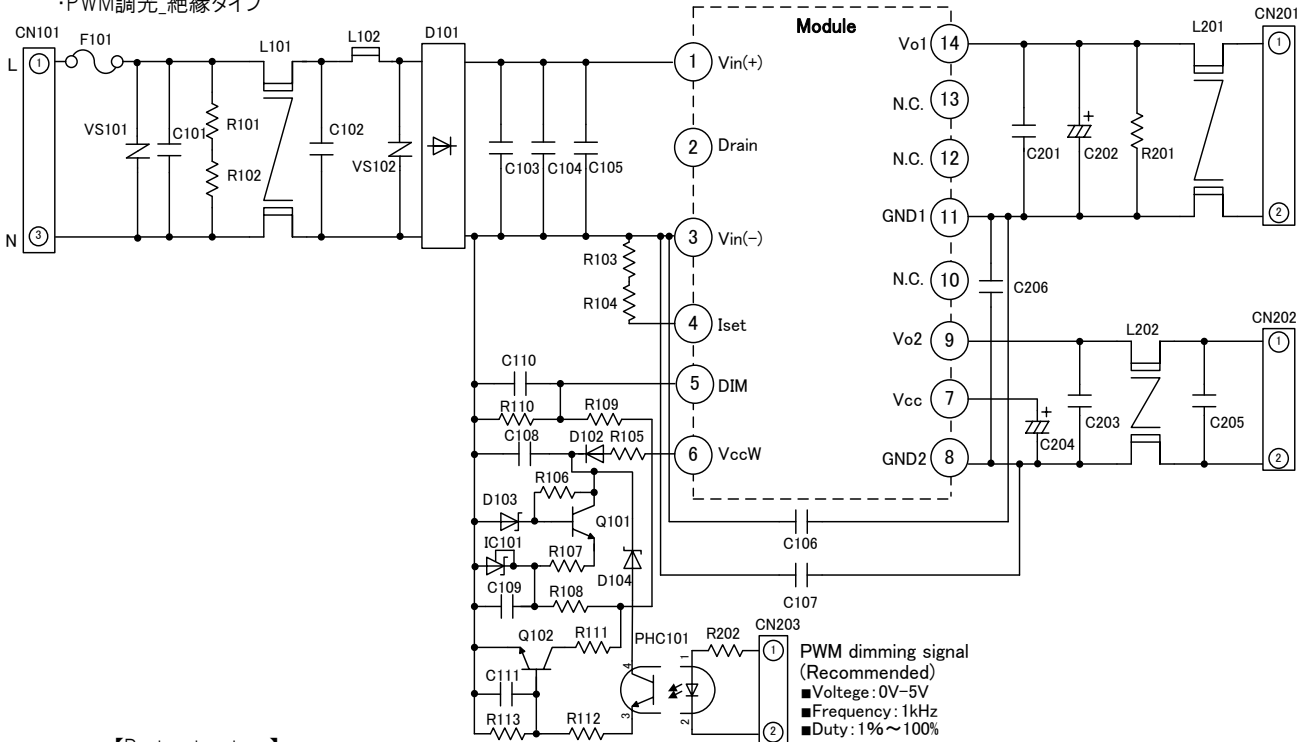 ・PWM調光_絶縁タイプ
CN101
F101
L101
L102
D101
Module
L201
CN201
L
1
N
3
VS101
C101
R101
R102
C102
VS102
C103
C104
C105
1
Vin(+)
2
Drain
3
Vin(-)
R103
R104
4
Iset
C110
5
DIM
R110
R109
C108
D102
R105
6
VccW
R106
D103
Q101
IC101
R107
D104
C109
R108
Q102
R111
C111
R113
R112
PHC101
4
3
1
2
R202
CN203
1
2
Vo1
14
N.C.
13
N.C.
12
GND1
11
N.C.
10
Vo2
9
Vcc
7
GND2
8
C201
+
C202
R201
1
2
C206
L202
CN202
1
2
C203
+
C204
C205
C106
C107
PWM dimming signal
(Recommended)
■Voltege:0V-5V
■Frequency:1kHz
■Duty:1%～100%